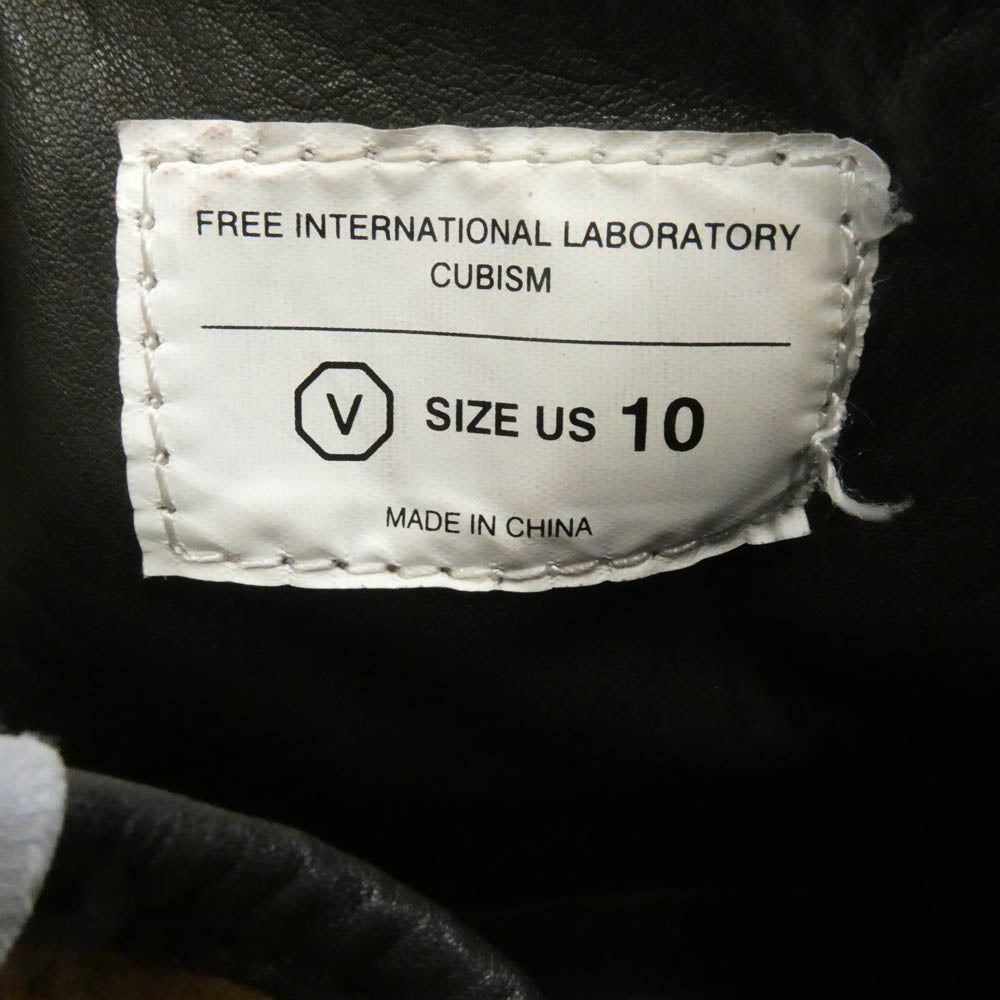 FREE INTERNATIONAL LABORATORY
CUBISM
V SIZE US 10
MADE IN CHINA